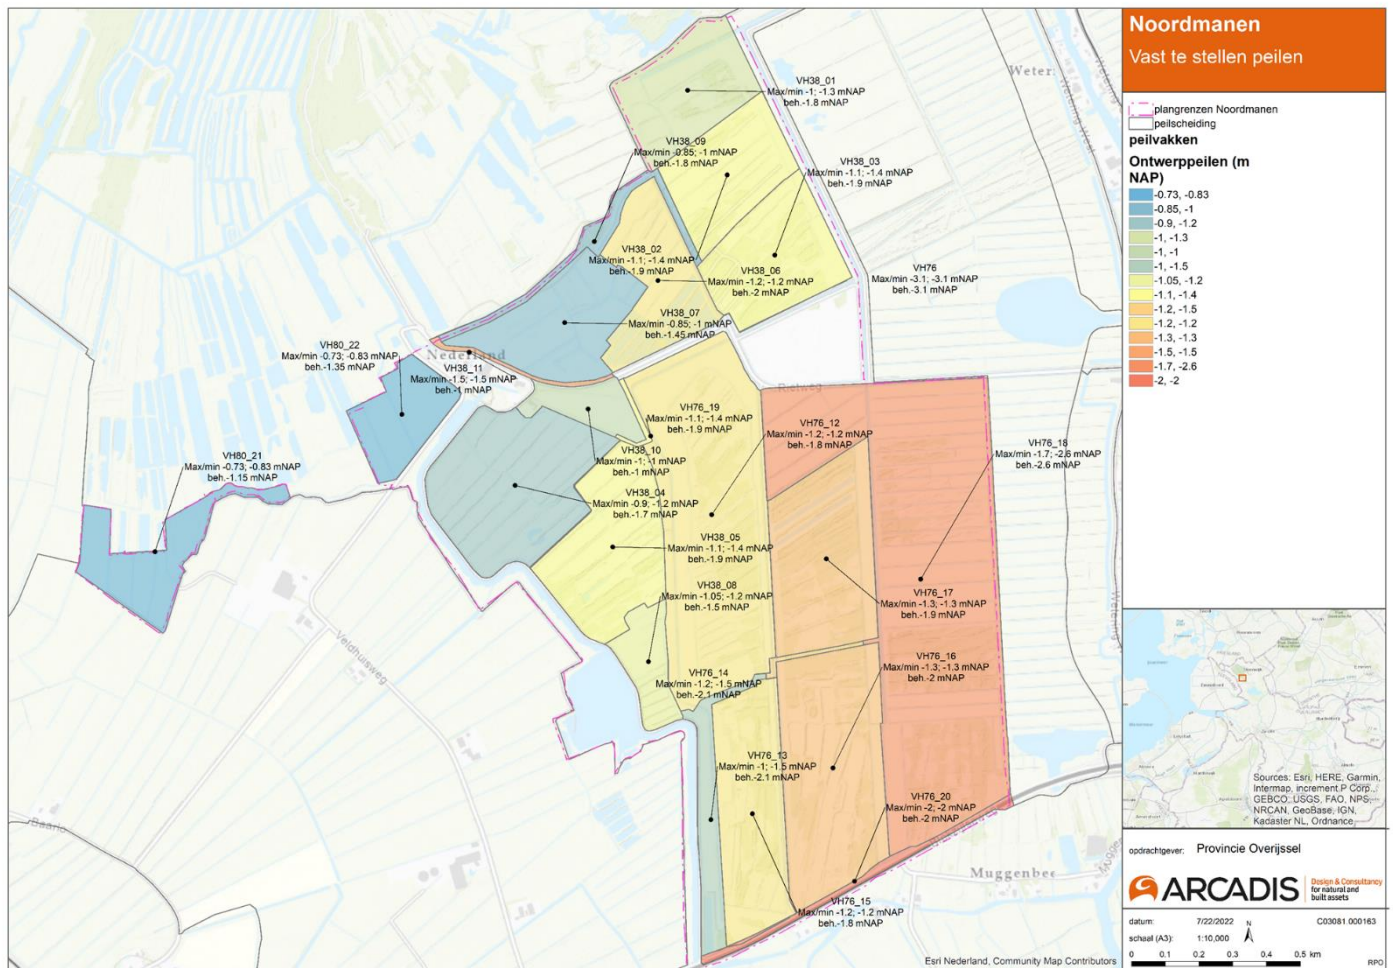 Noordmanen
Vast te stellen peilen
plangrenzen Noordmanen
peilscheiding
peilvakken
Ontwerppeilen (m
NAP)
-0.73, -0.83
-0.85, -1
-0.9, -1.2
-1, -1.3
-1, -1
-1, -1.5
-1.05, -1.2
-1.1, -1.4
-1.2, -1.5
-1.2, -1.2
-1.3, -1.3
-1.5, -1.5
-1.7, -2.6
-2, -2
VH38_01
Max/min -1; -1.3 mNAP
beh.-1.8 mNAP
VH38_09
Max/min -0.85; -1 mNAP
beh.-1.8 mNAP
VH38_03
Max/min -1.1; -1.4 mNAP
beh.-1.9 mNAP
VH38_02
Max/min -1.1; -1.4 mNAP
beh.-1.9 mNAP
VH38_06
Max/min -1.2; -1.2 mNAP
beh.-2 mNAP
VH76
Max/min -3.1; -3.1 mNAP
beh.-3.1 mNAP
VH38_07
Max/min -0.85; -1 mNAP
beh.-1.45 mNAP
VH80_22
Max/min -0.73; -0.83 mNAP
beh.-1.35 mNAP
Nederland
VH38_11
Max/min -1.5; -1.5 mNAP
beh.-1 mNAP
Rietweg
VH76_19
Max/min -1.1; -1.4 mNAP
beh.-1.9 mNAP
VH76_12
Max/min -1.2; -1.2 mNAP
beh.-1.8 mNAP
VH76_18
Max/min -1.7; -2.6 mNAP
beh.-2.6 mNAP
VH38_10
Max/min -1; -1 mNAP
beh.-1 mNAP
VH80_21
Max/min -0.73; -0.83 mNAP
beh.-1.15 mNAP
VH38_04
Max/min -0.9; -1.2 mNAP
beh.-1.7 mNAP
VH38_05
Max/min -1.1; -1.4 mNAP
beh.-1.9 mNAP
VH38_08
Max/min -1.05; -1.2 mNAP
beh.-1.5 mNAP
VH76_17
Max/min -1.3; -1.3 mNAP
beh.-1.9 mNAP
VH76_16
Max/min -1.3; -1.3 mNAP
beh.-2 mNAP
VH76_14
Max/min -1.2; -1.5 mNAP
beh.-2.1 mNAP
VH76_13
Max/min -1; -1.5 mNAP
beh.-2.1 mNAP
VH76_20
Max/min -2; -2 mNAP
beh.-2 mNAP
VH76_15
Max/min -1.2; -1.2 mNAP
beh.-1.8 mNAP
Veldhuisweg
Baarlo
Muggenbee
Wetering West
Esri Nederland, Community Map Contributors
Sources: Esri, HERE, Garmin,
Intermap, increment P Corp.,
GEBCO, USGS, FAO, NPS,
NRCAN, GeoBase, IGN,
Kadaster NL, Ordnance
opdrachtgever: Provincie Overijssel
ARCADIS
Design & Consultancy
for natural and
built assets
datum: 7/22/2022 C03081.000163
schaal (A3): 1:10,000
N
0 0.1 0.2 0.3 0.4 0.5 km
RPO